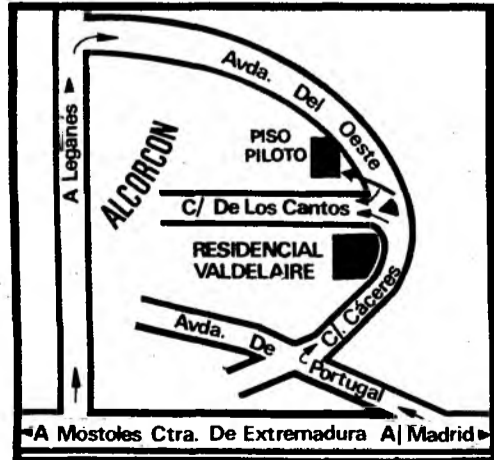 Avda. Del Oeste
A Leganes
ALCORCON
PISO
PILOTO
C/ De Los Cantos
RESIDENCIAL
VALDELAIRE
C/. Cáceres
Avda. De Portugal
A Mostoles Ctra. De Extremadura A Madrid